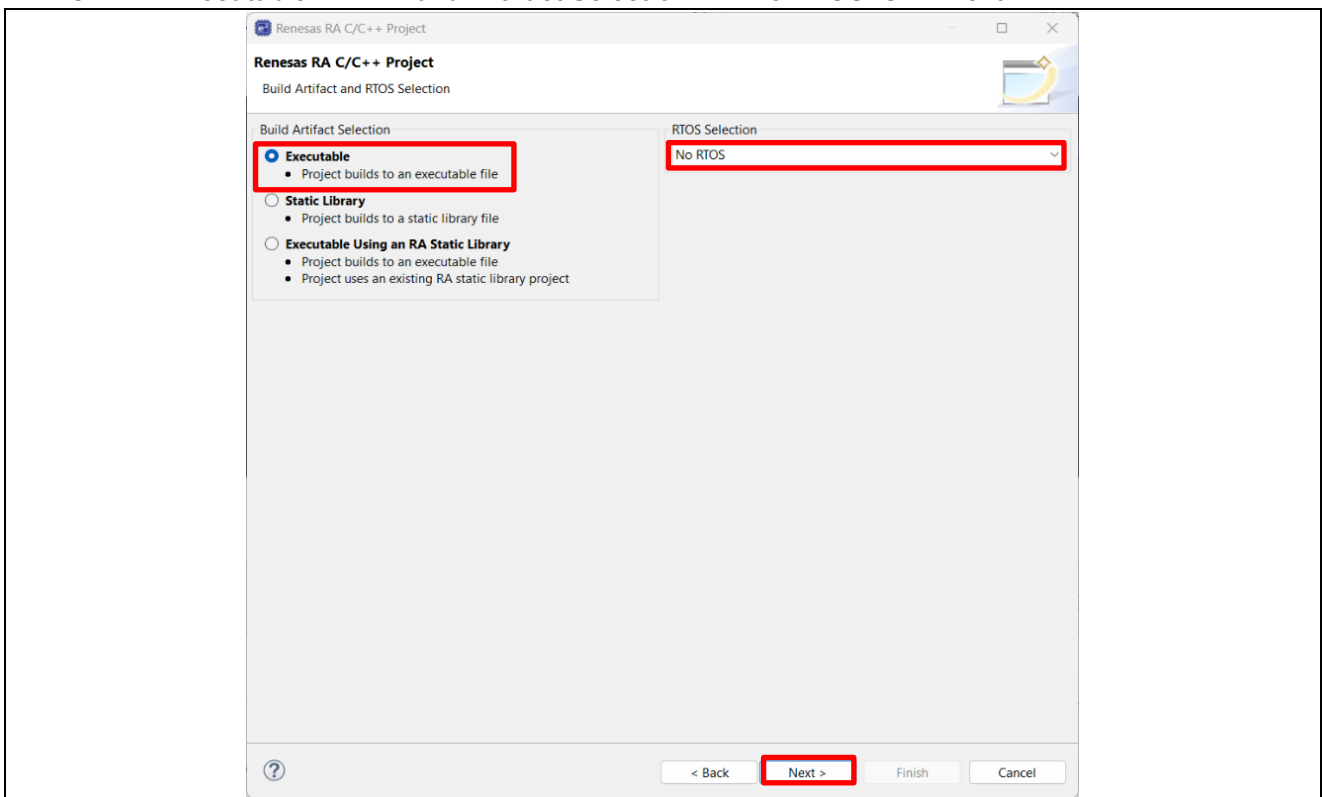 Renesas RA C/C++ Project
Renesas RA C/C++ Project
Build Artifact and RTOS Selection
Build Artifact Selection
Executable
• Project builds to an executable file
Static Library
• Project builds to a static library file
Executable Using an RA Static Library
• Project builds to an executable file
• Project uses an existing RA static library project
RTOS Selection
No RTOS
?
< Back
Next >
Finish
Cancel